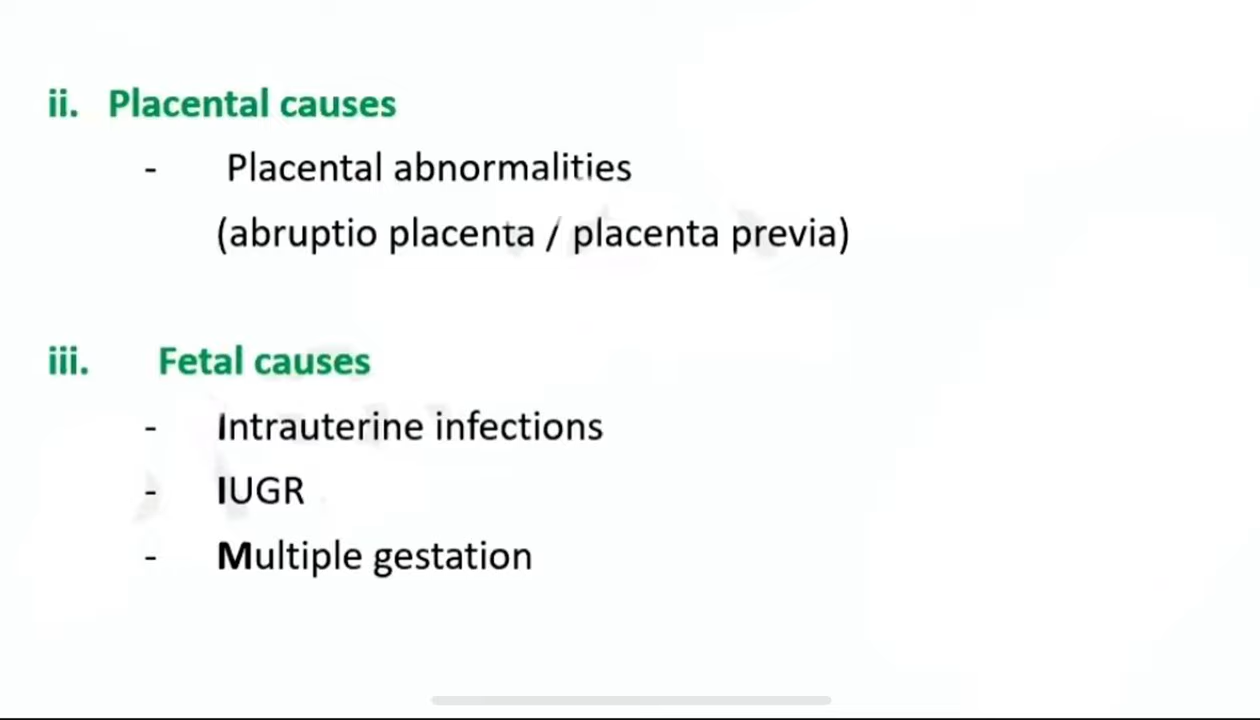 ii. Placental causes
- Placental abnormalities
(abruptio placenta / placenta previa)
iii. Fetal causes
- Intrauterine infections
- IUGR
- Multiple gestation